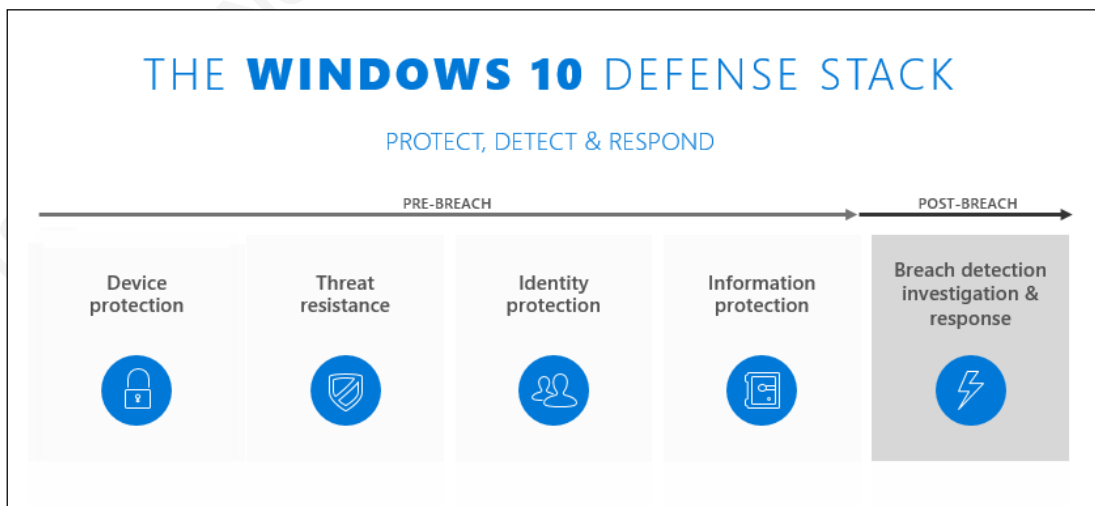 THE WINDOWS 10 DEFENSE STACK
PROTECT, DETECT & RESPOND
PRE-BREACH
POST-BREACH
Device
protection
Threat
resistance
Identity
protection
Information
protection
Breach detection
investigation &
response